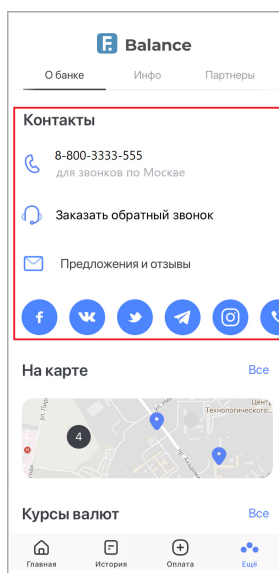 F. Balance
О банке Инфо Партнеры
Контакты
8-800-3333-555
для звонков по Москве
Заказать обратный звонок
Предложения и отзывы
На карте Все
4
Технологического...
Курсы валют Все
Главная История Оплата Ещё